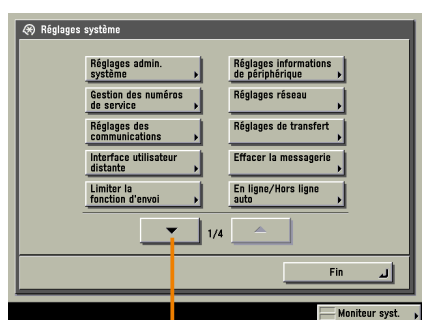 Réglages système
Réglages admin.
système
Réglages informations
de périphérique
Gestion des numéros
de service
Réglages réseau
Réglages des
communications
Réglages de transfert
Interface utilisateur
distante
Effacer la messagerie
Limiter la
fonction d'envoi
En ligne/Hors ligne
auto
1/4
Fin
Moniteur syst.